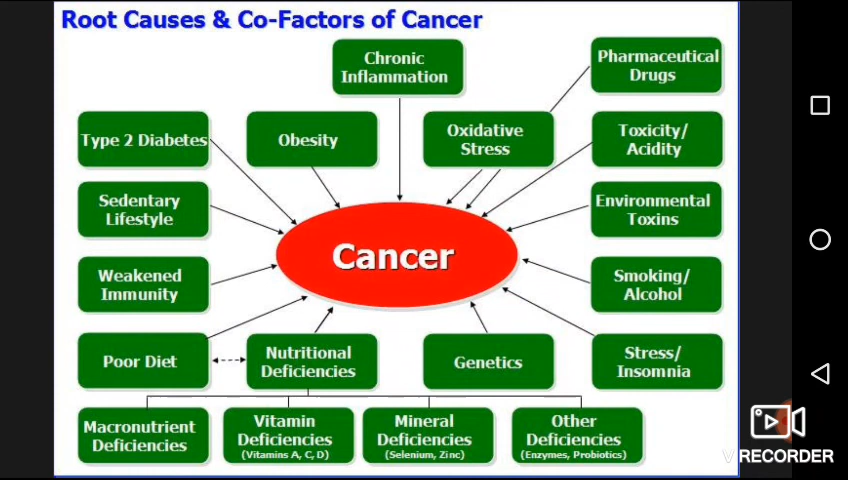 Root Causes & Co-Factors of Cancer
Chronic
Inflammation
Pharmaceutical
Drugs
Type 2 Diabetes
Obesity
Oxidative
Stress
Toxicity/
Acidity
Sedentary
Lifestyle
Environmental
Toxins
Cancer
Weakened
Immunity
Smoking/
Alcohol
Poor Diet
Nutritional
Deficiencies
Genetics
Stress/
Insomnia
Macronutrient
Deficiencies
Vitamin
Deficiencies
(Vitamins A, C, D)
Mineral
Deficiencies
(Selenium, Zinc)
Other
Deficiencies
(Enzymes, Probiotics)
V RECORDER